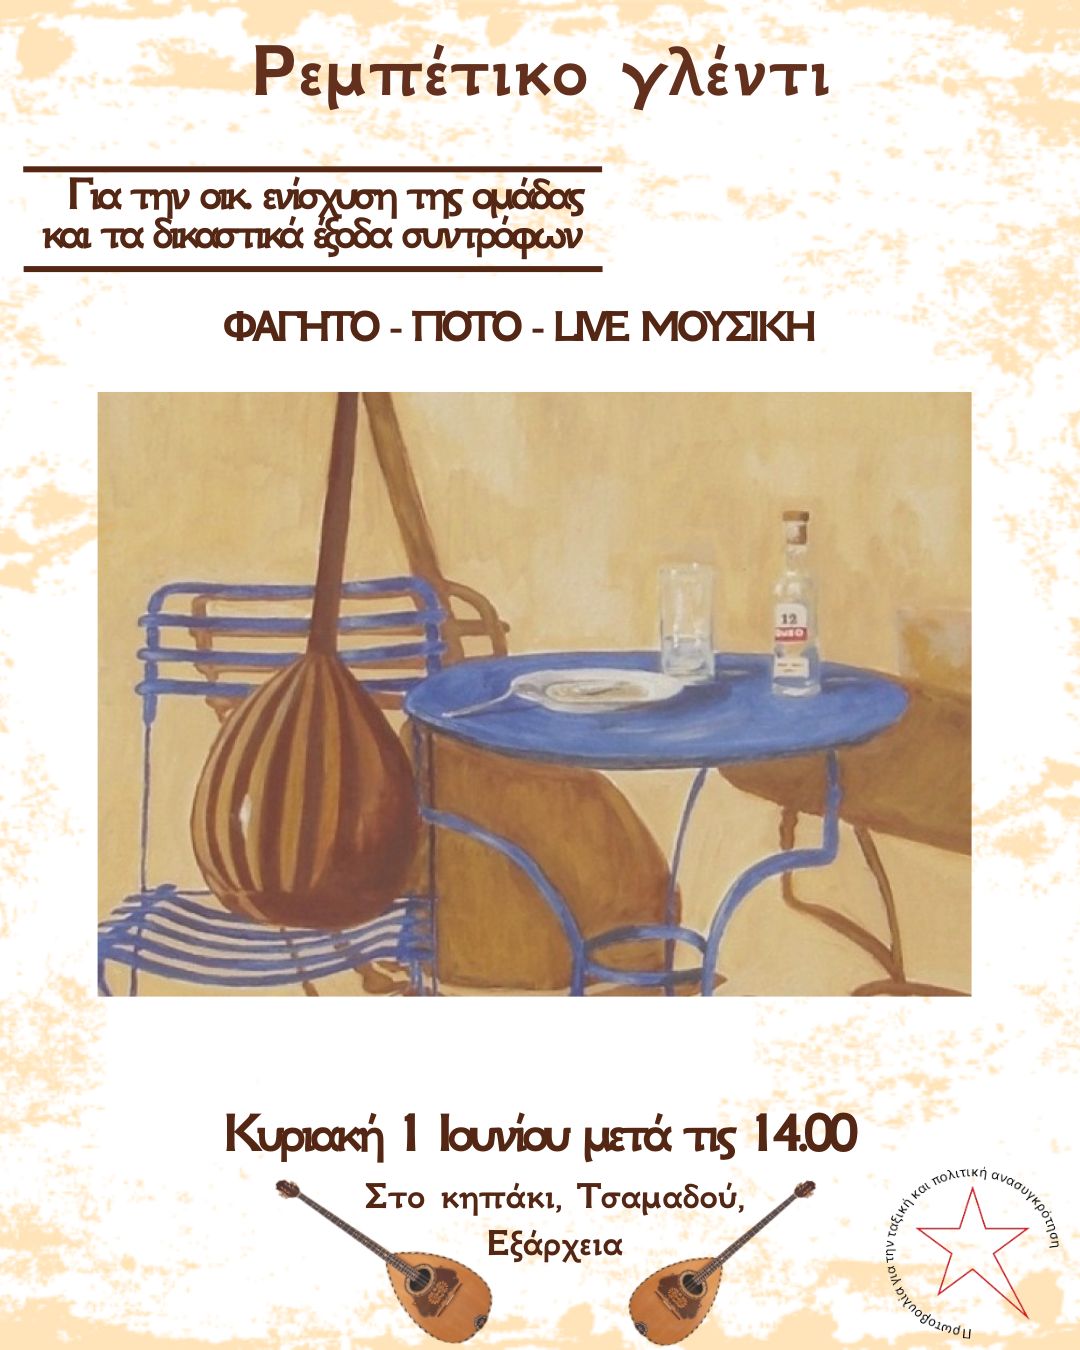 Ρεμπέτικο γλέντι
Για την οικ. ενίσχυση της ομάδας
και τα δικαστικά έξοδα συντρόφων
ΦΑΓΗΤΟ - ΠΟΤΟ - LIVE ΜΟΥΣΙΚΗ
12
Κυριακή 1 Ιουνίου μετά τις 14.00
Στο κηπάκι, Τσαμαδού,
Εξάρχεια
Πρωτοβουλία για την ταξική και πολιτική ανασυγκρότηση